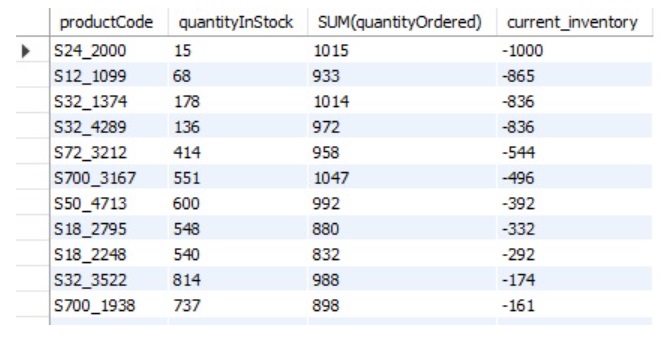 productCode quantityInStock SUM(quantityOrdered) current_inventory
S24_2000 15 1015 -1000
S12_1099 68 933 -865
S32_1374 178 1014 -836
S32_4289 136 972 -836
S72_3212 414 958 -544
S700_3167 551 1047 -496
S50_4713 600 992 -392
S18_2795 548 880 -332
S18_2248 540 832 -292
S32_3522 814 988 -174
S700_1938 737 898 -161